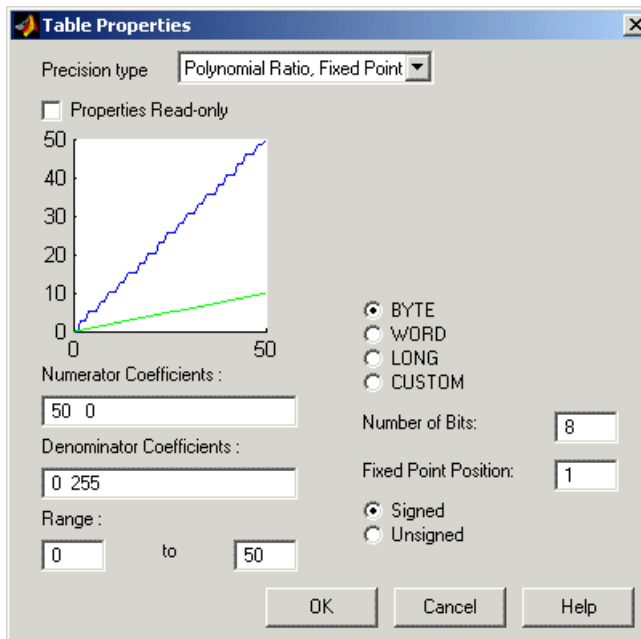 Table Properties
Precision type
Polynomial Ratio, Fixed Point
Properties Read-only
50
40
30
20
10
0
0 50
Numerator Coefficients :
50 0
Denominator Coefficients :
0 255
Range :
0 to 50
BYTE
WORD
LONG
CUSTOM
Number of Bits: 8
Fixed Point Position: 1
Signed
Unsigned
OK Cancel Help